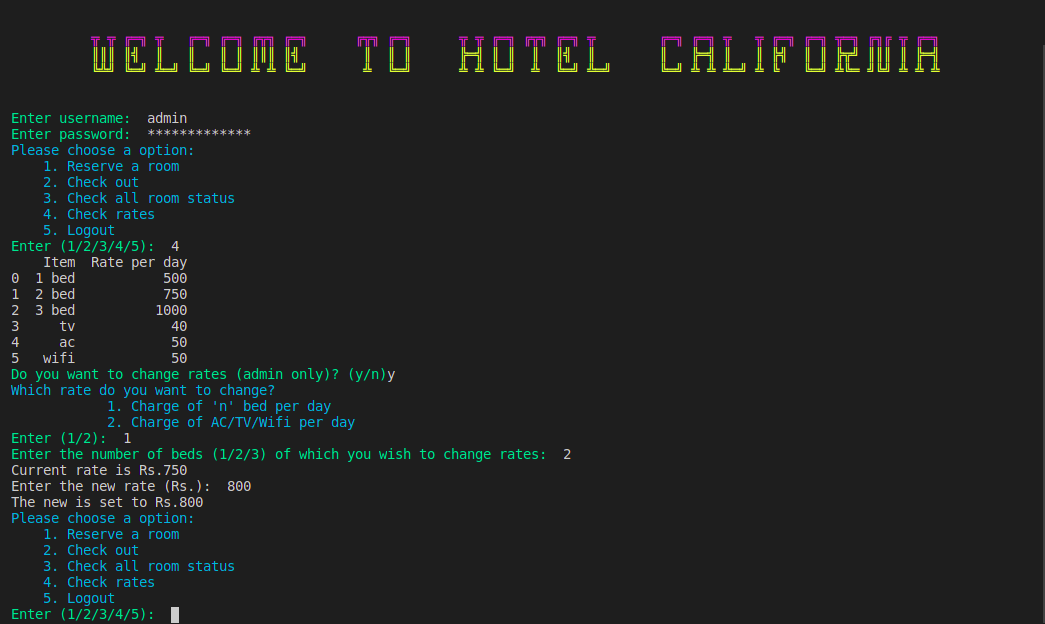 WELCOME TO HOTEL CALIFORNIA
Enter username:  admin
Enter password:  *************
Please choose a option:
    1. Reserve a room
    2. Check out
    3. Check all room status
    4. Check rates
    5. Logout
Enter (1/2/3/4/5):  4
    Item  Rate per day
0  1 bed           500
1  2 bed           750
2  3 bed          1000
3     tv            40
4     ac            50
5   wifi            50
Do you want to change rates (admin only)? (y/n)y
Which rate do you want to change?
            1. Charge of 'n' bed per day
            2. Charge of AC/TV/Wifi per day
Enter (1/2):  1
Enter the number of beds (1/2/3) of which you wish to change rates:  2
Current rate is Rs.750
Enter the new rate (Rs.):  800
The new is set to Rs.800
Please choose a option:
    1. Reserve a room
    2. Check out
    3. Check all room status
    4. Check rates
    5. Logout
Enter (1/2/3/4/5):